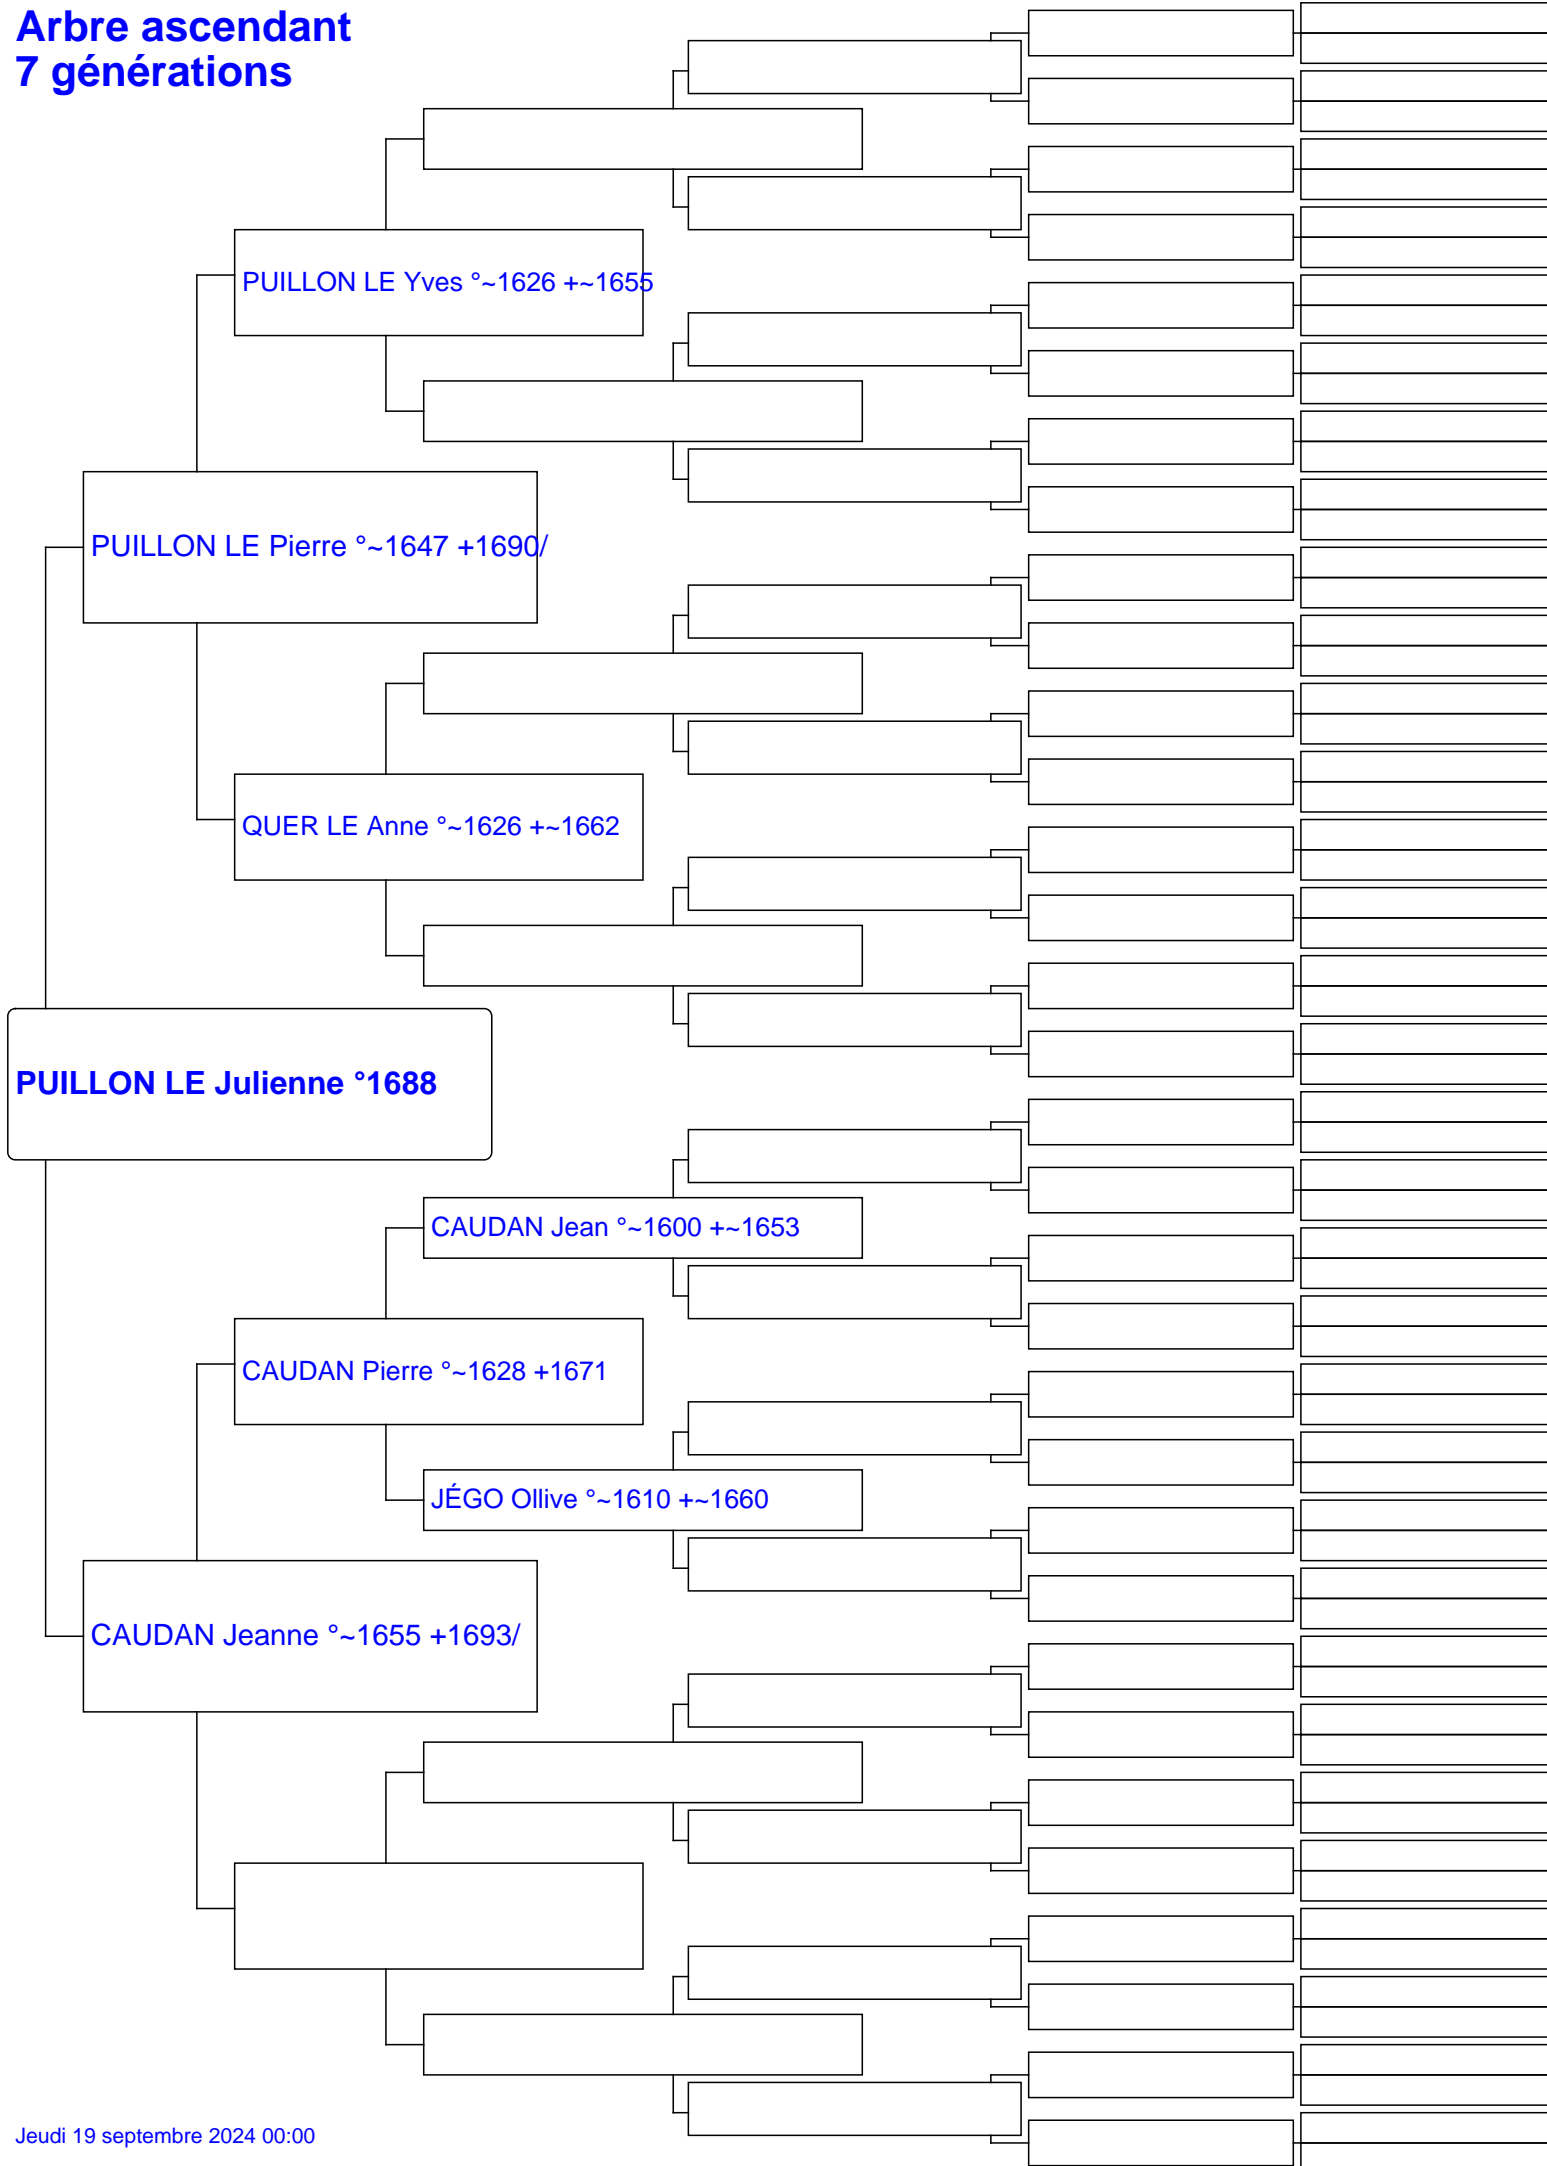 Arbre ascendant
7 générations
PUILLON LE Yves °~1626 +~1655
PUILLON LE Pierre °~1647 +1690/
QUER LE Anne °~1626 +~1662
PUILLON LE Julienne °1688
CAUDAN Jean °~1600 +~1653
CAUDAN Pierre °~1628 +1671
JÉGO Ollive °~1610 +~1660
CAUDAN Jeanne °~1655 +1693/
Jeudi 19 septembre 2024 00:00